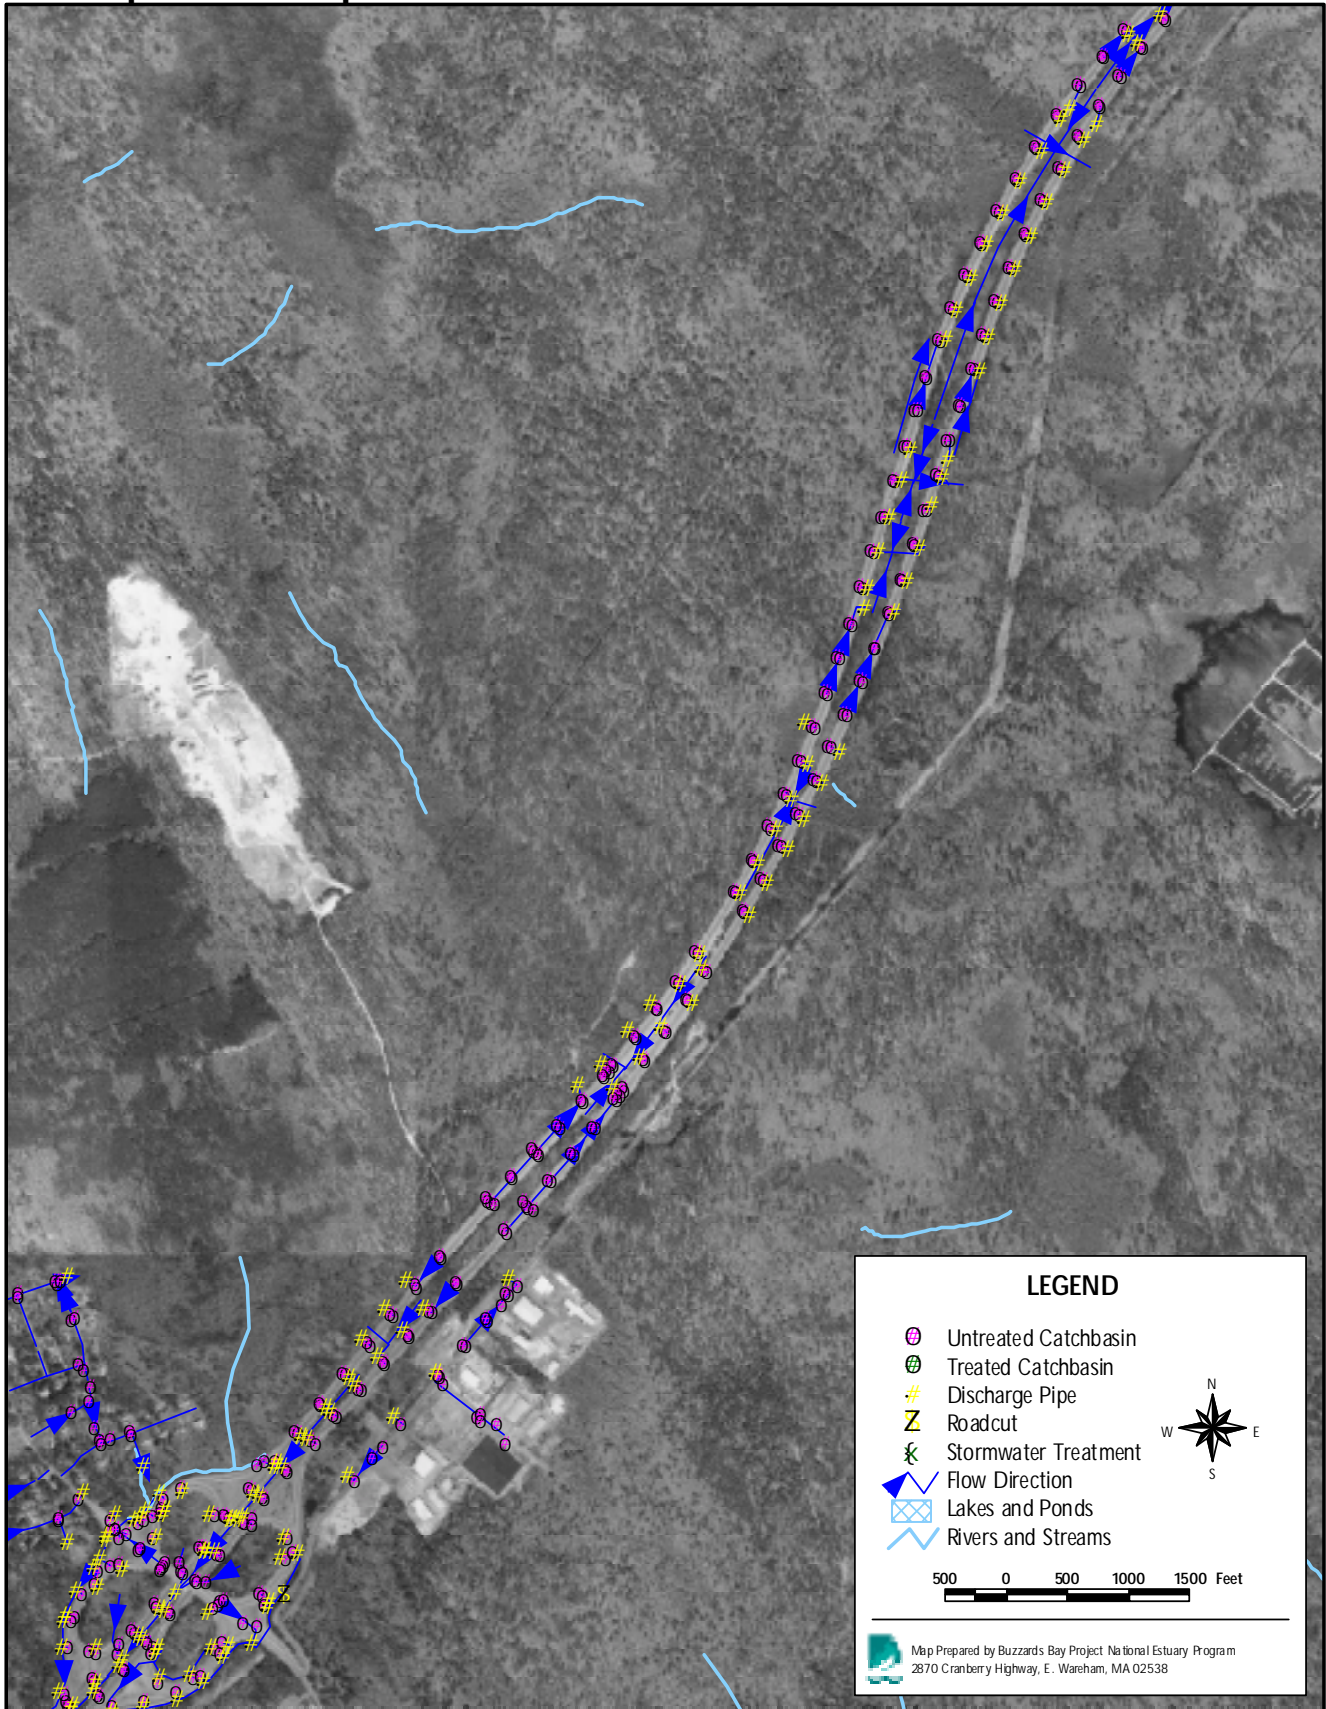 LEGEND
Untreated Catchbasin
Treated Catchbasin
Discharge Pipe
Roadcut
Stormwater Treatment
Flow Direction
Lakes and Ponds
Rivers and Streams
N
W E
S
500 0 500 1000 1500 Feet
Map Prepared by Buzzards Bay Project National Estuary Program
2870 Cranberry Highway, E. Wareham, MA 02538